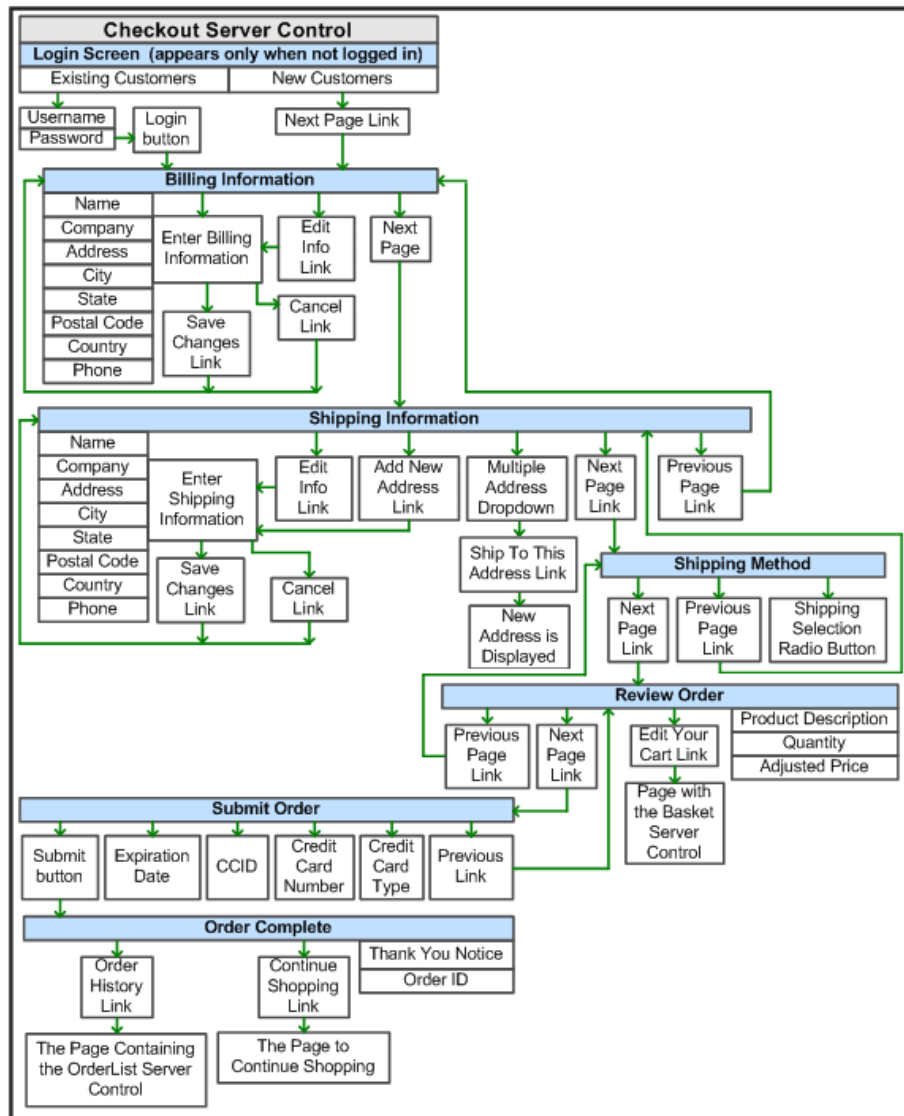 Checkout Server Control
Login Screen (appears only when not logged in)
Existing Customers
New Customers
Username
Password
Login
button
Next Page Link
Billing Information
Name
Company
Address
City
State
Postal Code
Country
Phone
Enter Billing
Information
Edit
Info
Link
Next
Page
Save
Changes
Link
Cancel
Link
Shipping Information
Name
Company
Address
City
State
Postal Code
Country
Phone
Enter
Shipping
Information
Edit
Info
Link
Add New
Address
Link
Multiple
Address
Dropdown
Next
Page
Link
Previous
Page
Link
Save
Changes
Link
Cancel
Link
Ship To This
Address Link
New
Address is
Displayed
Shipping Method
Next
Page
Link
Previous
Page
Link
Shipping
Selection
Radio Button
Review Order
Previous
Page
Link
Next
Page
Link
Edit Your
Cart Link
Product Description
Quantity
Adjusted Price
Page with
the Basket
Server
Control
Submit Order
Submit
button
Expiration
Date
CCID
Credit
Card
Number
Credit
Card
Type
Previous
Link
Order Complete
Order
History
Link
Continue
Shopping
Link
Thank You Notice
Order ID
The Page Containing
the OrderList Server
Control
The Page to
Continue Shopping